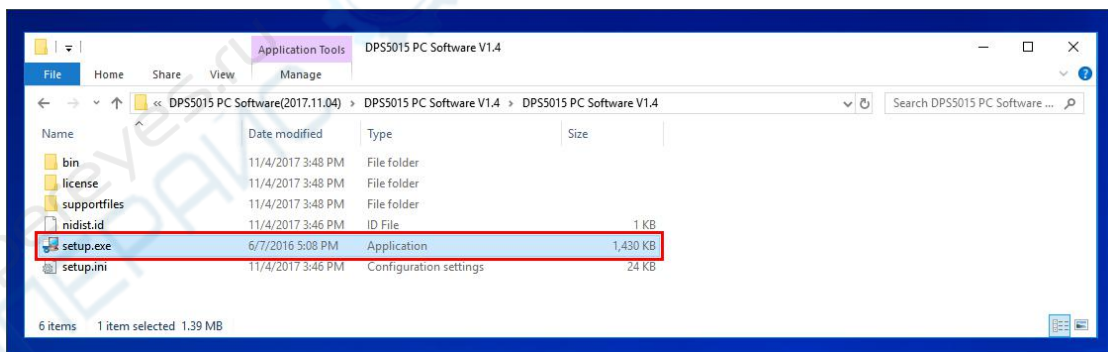 Application Tools DPS5015 PC Software V1.4
File Home Share View Manage
« DPS5015 PC Software(2017.11.04) > DPS5015 PC Software V1.4 > DPS5015 PC Software V1.4 Search DPS5015 PC Software ...
Name Date modified Type Size
bin 11/4/2017 3:48 PM File folder
license 11/4/2017 3:48 PM File folder
supportfiles 11/4/2017 3:48 PM File folder
nidist.id 11/4/2017 3:46 PM ID File 1 KB
setup.exe 6/7/2016 5:08 PM Application 1,430 KB
setup.ini 11/4/2017 3:46 PM Configuration settings 24 KB
6 items 1 item selected 1.39 MB